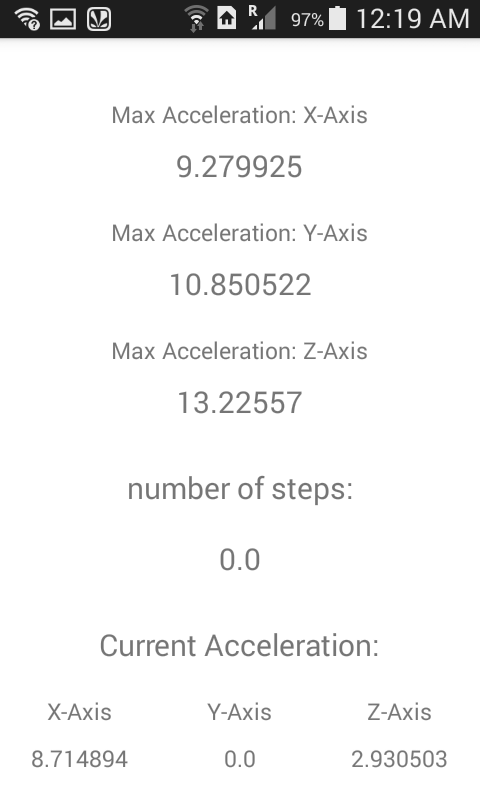 R 97% 12:19 AM
Max Acceleration: X-Axis
9.279925
Max Acceleration: Y-Axis
10.850522
Max Acceleration: Z-Axis
13.22557
number of steps:
0.0
Current Acceleration:
X-Axis Y-Axis Z-Axis
8.714894 0.0 2.930503